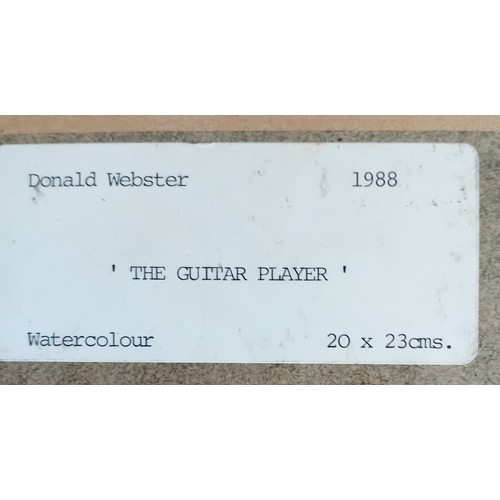 Donald Webster 1988
' THE GUITAR PLAYER '
Watercolour 20 x 23cms.